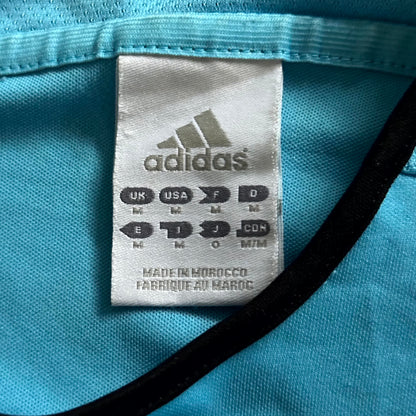 adidas
UK USA F D
M M M M
E I J CDN
M M O M/M
MADE IN MOROCCO
FABRIQUE AU MAROC